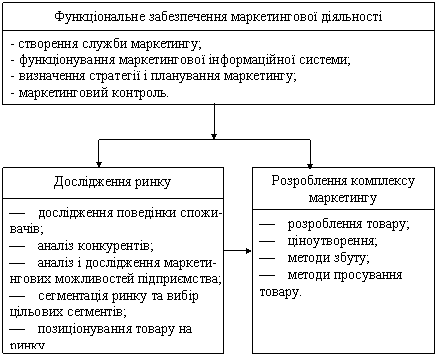 Функціональне забезпечення маркетингової діяльності
- створення служби маркетингу;
- функціонування маркетингової інформаційної системи;
- визначення стратегії і планування маркетингу;
- маркетинговий контроль.
Дослідження ринку
— дослідження поведінки спожи-
вачів;
— аналіз конкурентів;
— аналіз і дослідження маркети-
нгових можливостей підприємства;
— сегментація ринку та вибір
цільових сегментів;
— позиціонування товару на
ринку
Розроблення комплексу
маркетингу
— розроблення товару;
— ціноутворення;
— методи збуту;
— методи просування
товару.